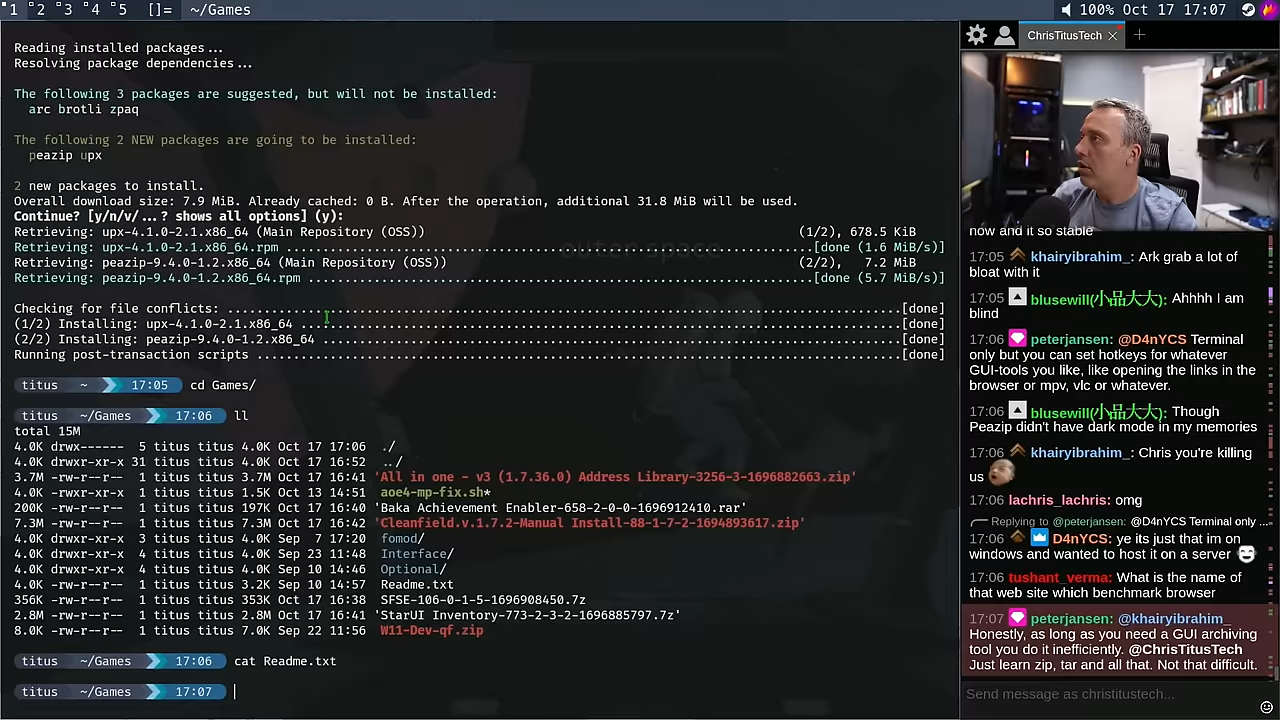 1 2 3 4 5 []= ~/Games
100% Oct 17 17:07
Reading installed packages...
Resolving package dependencies...
The following 3 packages are suggested, but will not be installed:
arc brotli zpaq
The following 2 NEW packages are going to be installed:
peazip upx
2 new packages to install.
Overall download size: 7.9 MiB. Already cached: 0 B. After the operation, additional 31.8 MiB will be used.
Continue? [y/n/v/...? shows all options] (y):
Retrieving: upx-4.1.0-2.1.x86_64 (Main Repository (OSS)) (1/2), 678.5 KiB
Retrieving: upx-4.1.0-2.1.x86_64.rpm ...[done (1.6 MiB/s)]
Retrieving: peazip-9.4.0-1.2.x86_64 (Main Repository (OSS)) (2/2), 7.2 MiB
Retrieving: peazip-9.4.0-1.2.x86_64.rpm ...[done (5.7 MiB/s)]
outer space
Checking for file conflicts: ...[done]
(1/2) Installing: upx-4.1.0-2.1.x86_64 ...[done]
(2/2) Installing: peazip-9.4.0-1.2.x86_64 ...[done]
Running post-transaction scripts ...[done]
titus ~ 17:05 cd Games/
titus ~/Games 17:06 ll
total 15M
4.0K drwx------ 5 titus titus 4.0K Oct 17 17:06 ./
4.0K drwxr-xr-x 31 titus titus 4.0K Oct 17 16:52 ../
3.7M -rw-r--r-- 1 titus titus 3.7M Oct 17 16:41 'All in one - v3 (1.7.36.0) Address Library-3256-3-1696882663.zip'
4.0K -rwxr-xr-x 1 titus titus 1.5K Oct 13 14:51 aoe4-mp-fix.sh*
200K -rw-r--r-- 1 titus titus 197K Oct 17 16:40 'Baka Achievement Enabler-658-2-0-0-1696912410.rar'
7.3M -rw-r--r-- 1 titus titus 7.3M Oct 17 16:42 'Cleanfield.v.1.7.2-Manual Install-88-1-7-2-1694893617.zip'
4.0K drwxr-xr-x 3 titus titus 4.0K Sep 7 17:20 fomod/
4.0K drwxr-xr-x 4 titus titus 4.0K Sep 23 11:48 Interface/
4.0K drwxr-xr-x 4 titus titus 4.0K Sep 10 14:46 Optional/
4.0K -rw-r--r-- 1 titus titus 3.2K Sep 10 14:57 Readme.txt
356K -rw-r--r-- 1 titus titus 353K Oct 17 16:38 SFSE-106-0-1-5-1696908450.7z
2.8M -rw-r--r-- 1 titus titus 2.8M Oct 17 16:41 'StarUI Inventory-773-2-3-2-1696885797.7z'
8.0K -rw-r--r-- 1 titus titus 7.0K Sep 22 11:56 W11-Dev-qf.zip
titus ~/Games 17:06 cat Readme.txt
titus ~/Games 17:07
ChrisTitusTech
now and it so stable
17:05 khairyibrahim_: Ark grab a lot of
bloat with it
17:05 blusewill(小品大大): Ahhhh I am
blind
17:06 peterjansen: @D4nYCS Terminal
only but you can set hotkeys for whatever
GUI-tools you like, like opening the links in the
browser or mpv, vlc or whatever.
17:06 blusewill(小品大大): Though
Peazip didn't have dark mode in my memories
17:06 khairyibrahim_: Chris you're killing
us
17:06 lachris_lachris: omg
Replying to @peterjansen: @D4nYCS Terminal only ...
17:06 D4nYCS: ye its just that im on
windows and wanted to host it on a server
17:06 tushant_verma: What is the name of
that web site which benchmark browser
17:07 peterjansen: @khairyibrahim_
Honestly, as long as you need a GUI archiving
tool you do it inefficiently. @ChrisTitusTech
Just learn zip, tar and all that. Not that difficult.
Send message as christitustech...